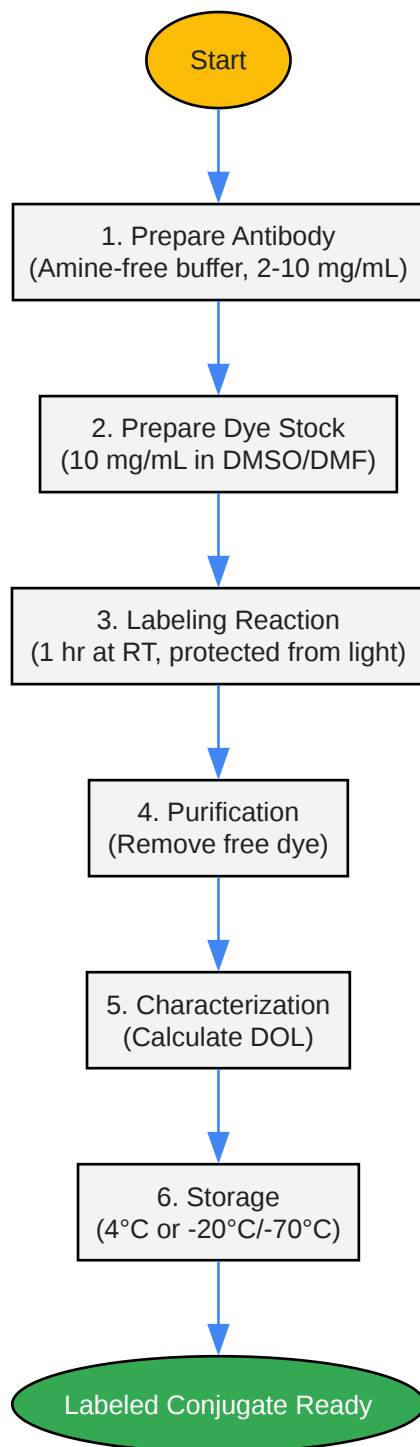 Start
1. Prepare Antibody
(Amine-free buffer, 2-10 mg/mL)
2. Prepare Dye Stock
(10 mg/mL in DMSO/DMF)
3. Labeling Reaction
(1 hr at RT, protected from light)
4. Purification
(Remove free dye)
5. Characterization
(Calculate DOL)
6. Storage
(4°C or -20°C/-70°C)
Labeled Conjugate Ready